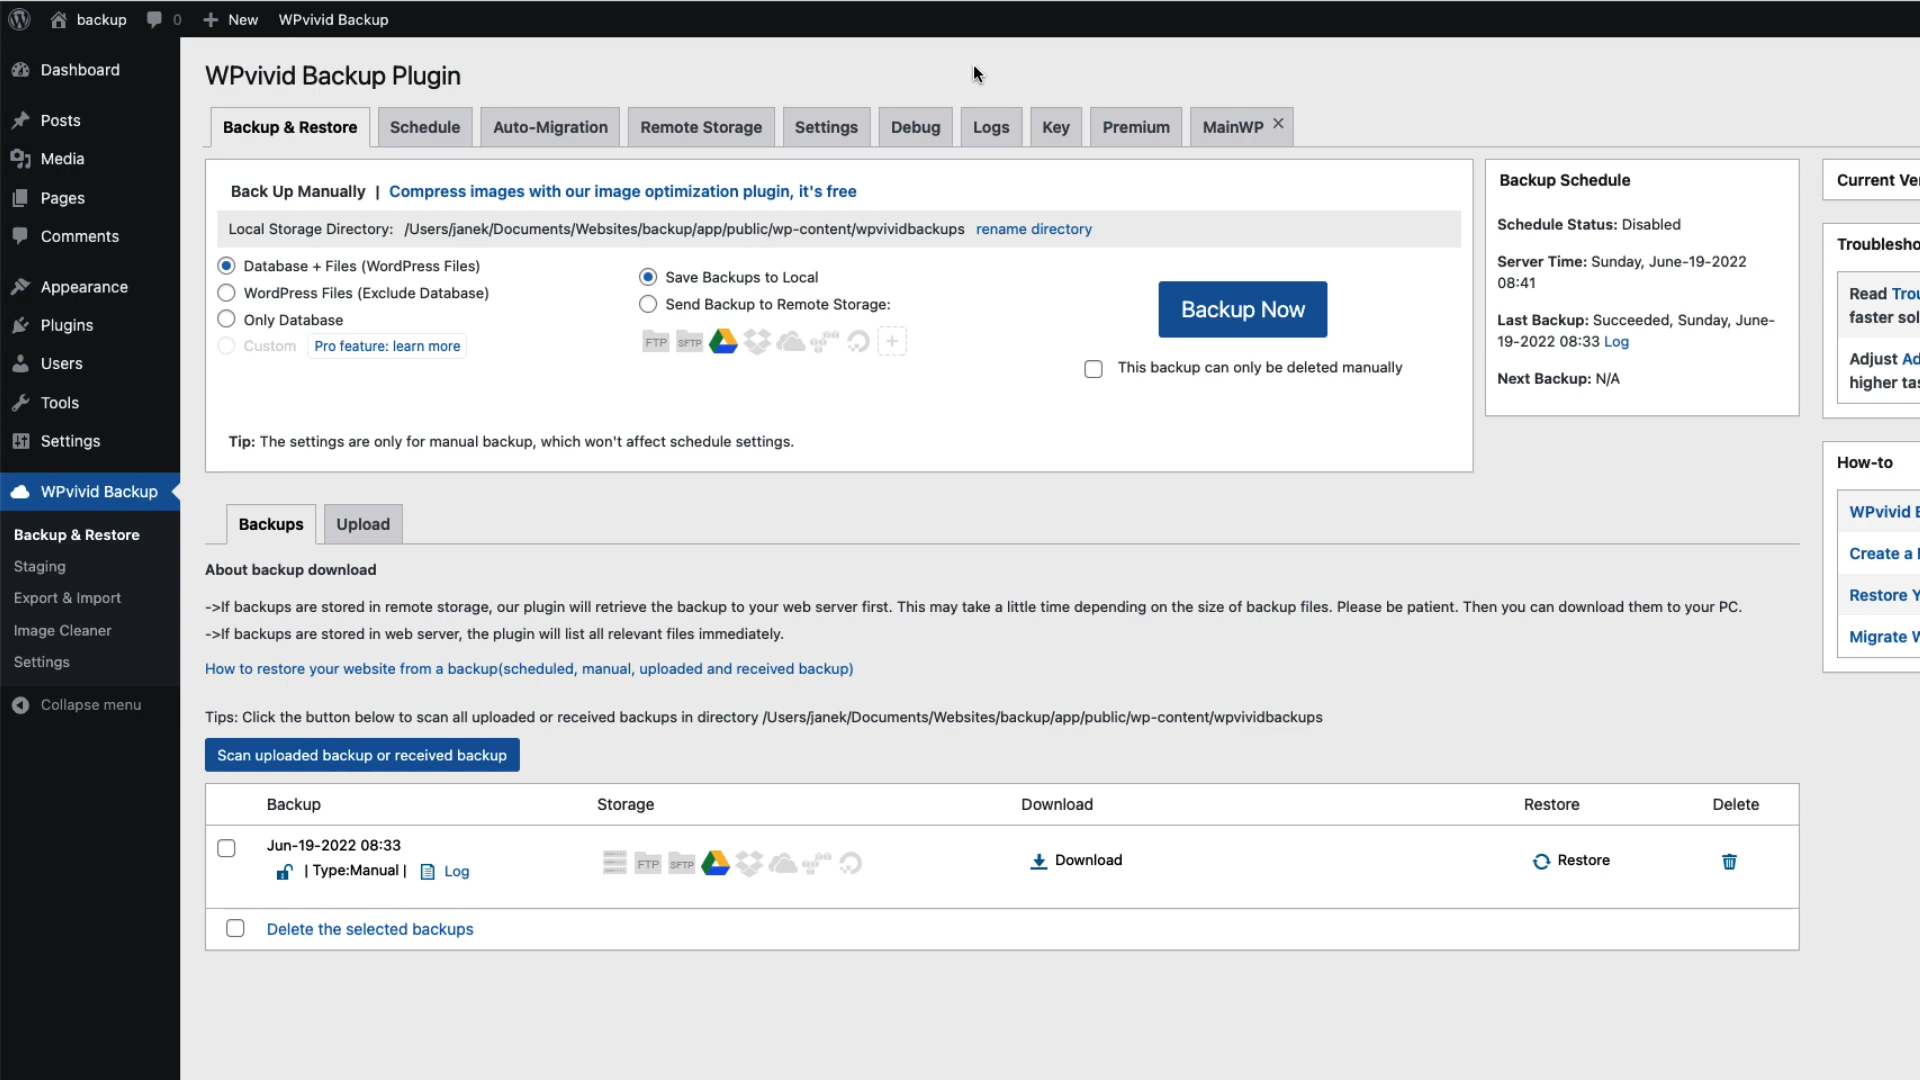 backup 0 New WPvivid Backup
Dashboard
Posts
Media
Pages
Comments
Appearance
Plugins
Users
Tools
Settings
WPvivid Backup
Backup & Restore
Staging
Export & Import
Image Cleaner
Settings
Collapse menu
WPvivid Backup Plugin
Backup & Restore Schedule Auto-Migration Remote Storage Settings Debug Logs Key Premium MainWP ×
Back Up Manually | Compress images with our image optimization plugin, it's free
Local Storage Directory: /Users/janek/Documents/Websites/backup/app/public/wp-content/wpvividbackups rename directory
Database + Files (WordPress Files)
WordPress Files (Exclude Database)
Only Database
Custom Pro feature: learn more
Save Backups to Local
Send Backup to Remote Storage:
FTP SFTP +
Backup Now
This backup can only be deleted manually
Tip: The settings are only for manual backup, which won't affect schedule settings.
Backup Schedule
Schedule Status: Disabled
Server Time: Sunday, June-19-2022
08:41
Last Backup: Succeeded, Sunday, June-
19-2022 08:33 Log
Next Backup: N/A
Current Ve
Troublesho
Read Trou
faster sol
Adjust Ad
higher tas
How-to
WPvivid
Create a
Restore Y
Migrate W
Backups Upload
About backup download
->If backups are stored in remote storage, our plugin will retrieve the backup to your web server first. This may take a little time depending on the size of backup files. Please be patient. Then you can download them to your PC.
->If backups are stored in web server, the plugin will list all relevant files immediately.
How to restore your website from a backup(scheduled, manual, uploaded and received backup)
Tips: Click the button below to scan all uploaded or received backups in directory /Users/janek/Documents/Websites/backup/app/public/wp-content/wpvividbackups
Scan uploaded backup or received backup
Backup Storage Download Restore Delete
Jun-19-2022 08:33
| Type:Manual | Log
FTP SFTP
Download
Restore
Delete the selected backups